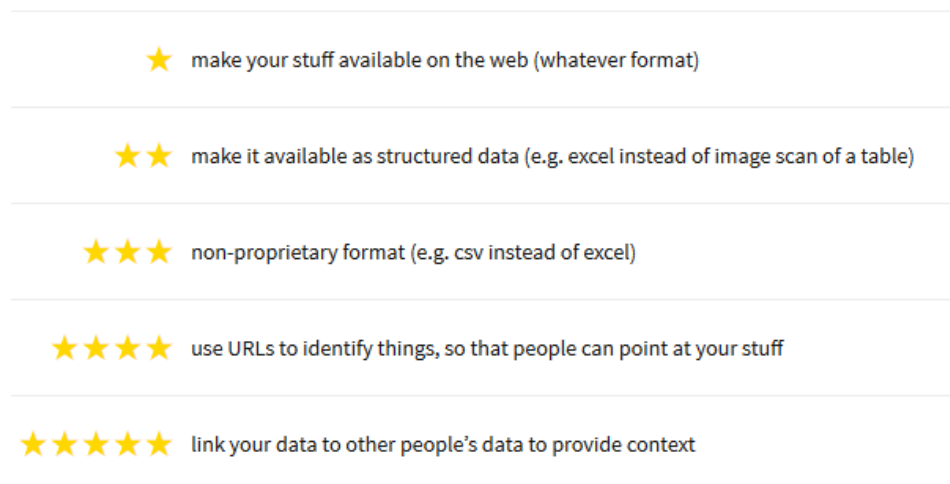 make your stuff available on the web (whatever format)
make it available as structured data (e.g. excel instead of image scan of a table)
non-proprietary format (e.g. csv instead of excel)
use URLs to identify things, so that people can point at your stuff
link your data to other people’s data to provide context